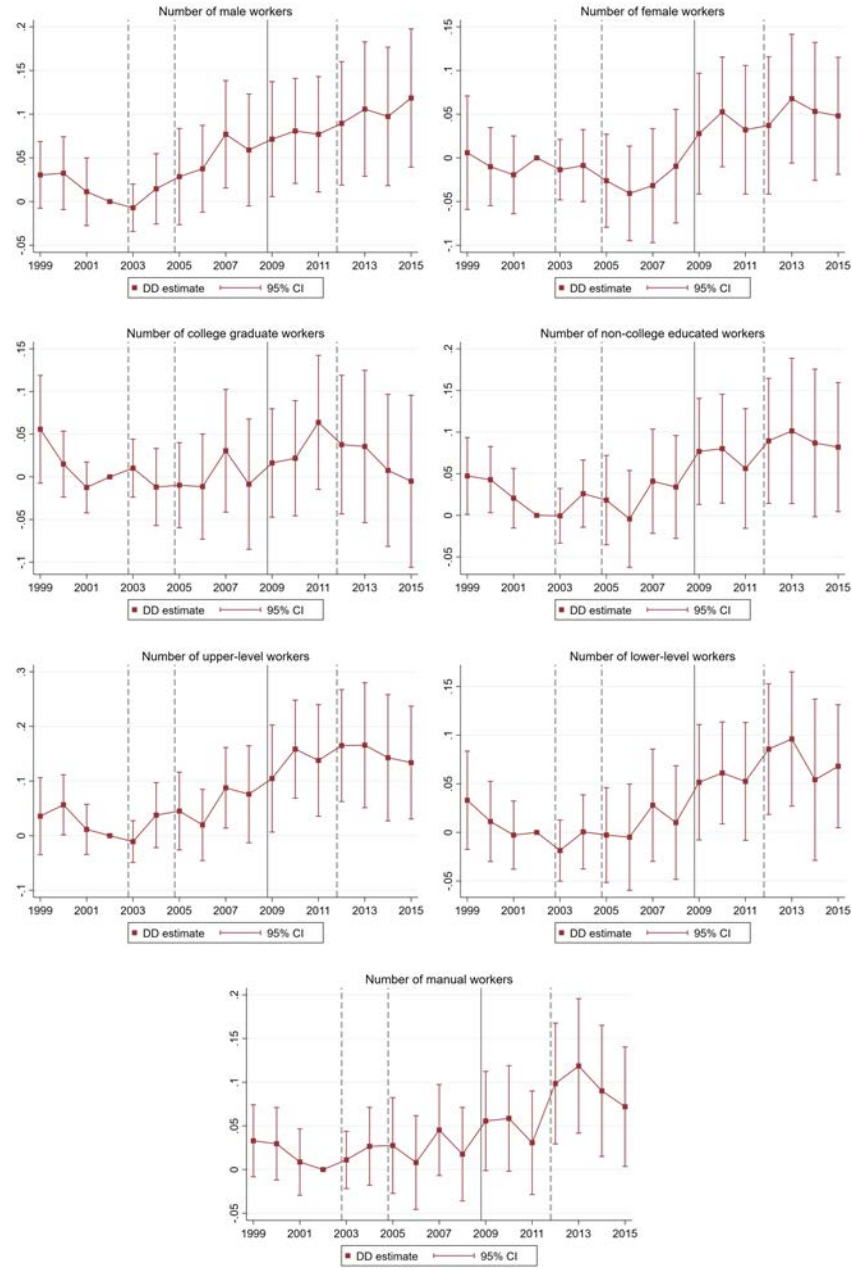 Number of male workers
.2
.15
.1
.05
0
-.05
1999 2001 2003 2005 2007 2009 2011 2013 2015
DD estimate 95% CI
Number of female workers
.15
.1
.05
0
-.05
-.1
1999 2001 2003 2005 2007 2009 2011 2013 2015
DD estimate 95% CI
Number of college graduate workers
.15
.1
.05
0
-.05
-.1
1999 2001 2003 2005 2007 2009 2011 2013 2015
DD estimate 95% CI
Number of non-college educated workers
.2
.15
.1
.05
0
.05
1999 2001 2003 2005 2007 2009 2011 2013 2015
DD estimate 95% CI
Number of upper-level workers
.3
.2
.1
0
-.1
1999 2001 2003 2005 2007 2009 2011 2013 2015
DD estimate 95% CI
Number of lower-level workers
.15
.1
.05
0
-.05
1999 2001 2003 2005 2007 2009 2011 2013 2015
DD estimate 95% CI
Number of manual workers
.2
.15
.1
.05
0
-.05
1999 2001 2003 2005 2007 2009 2011 2013 2015
DD estimate 95% CI